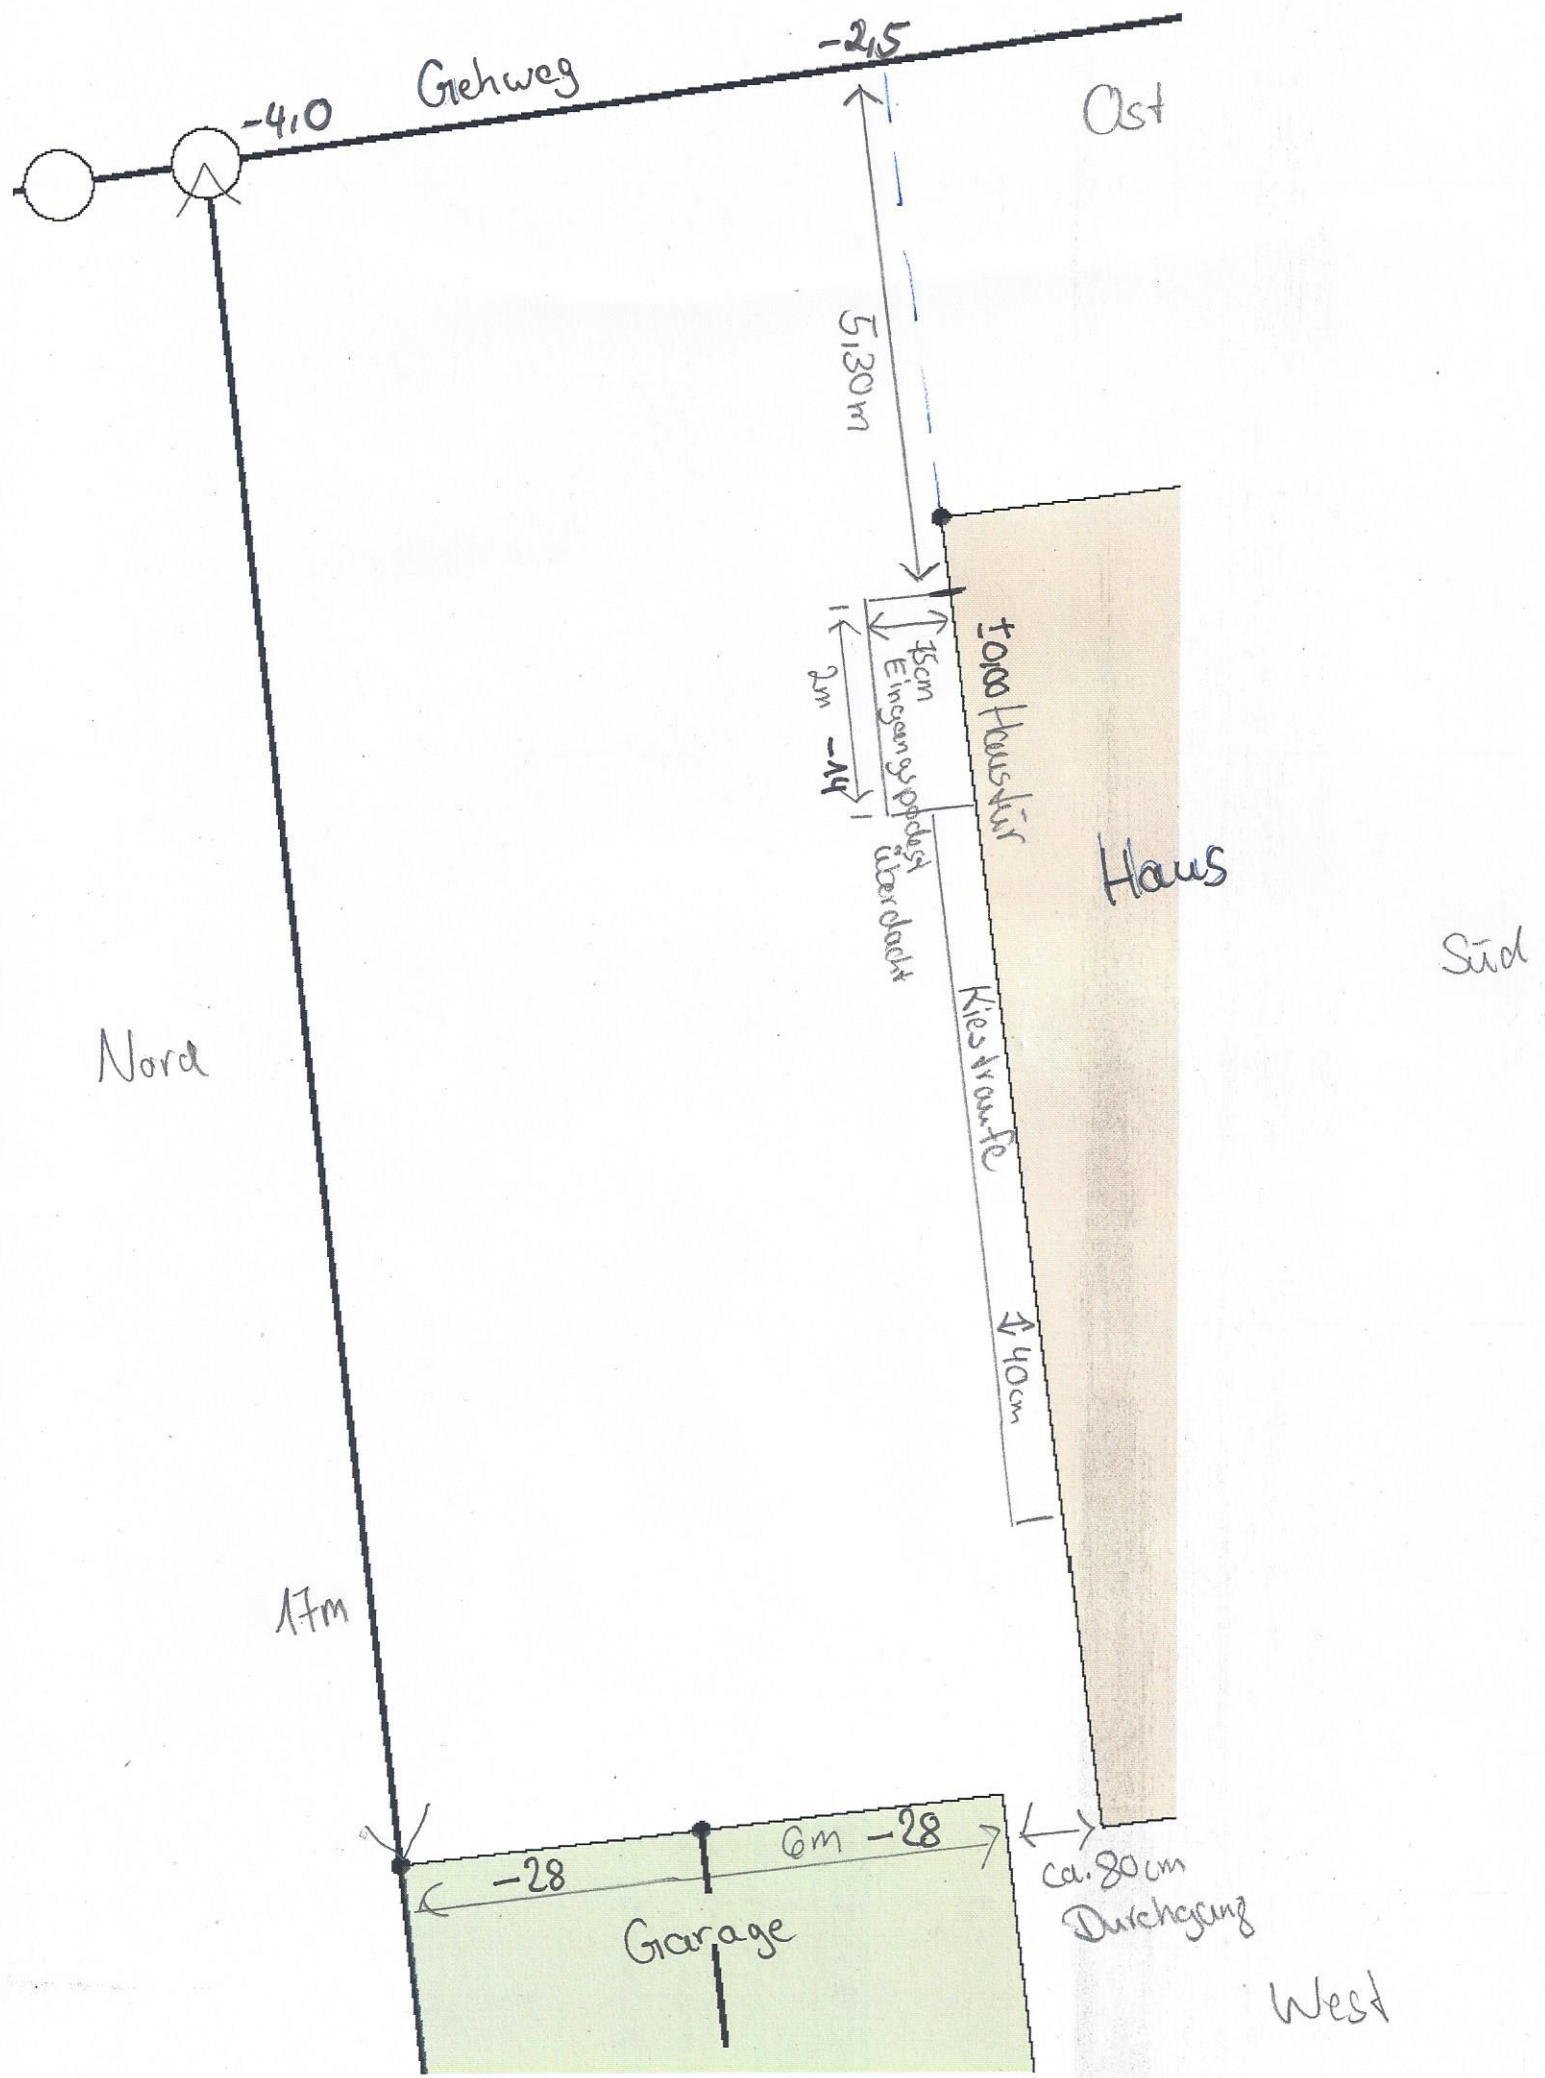 -2,5
Gehweg
-4,0
Ost
5,30m
75cm
Eingangspodest
überdacht
2m
-14
±0,00 Haustür
Haus
Süd
Kiestraufe
Nord
40cm
17m
6m -28
-28
ca. 80cm
Durchgang
Garage
West